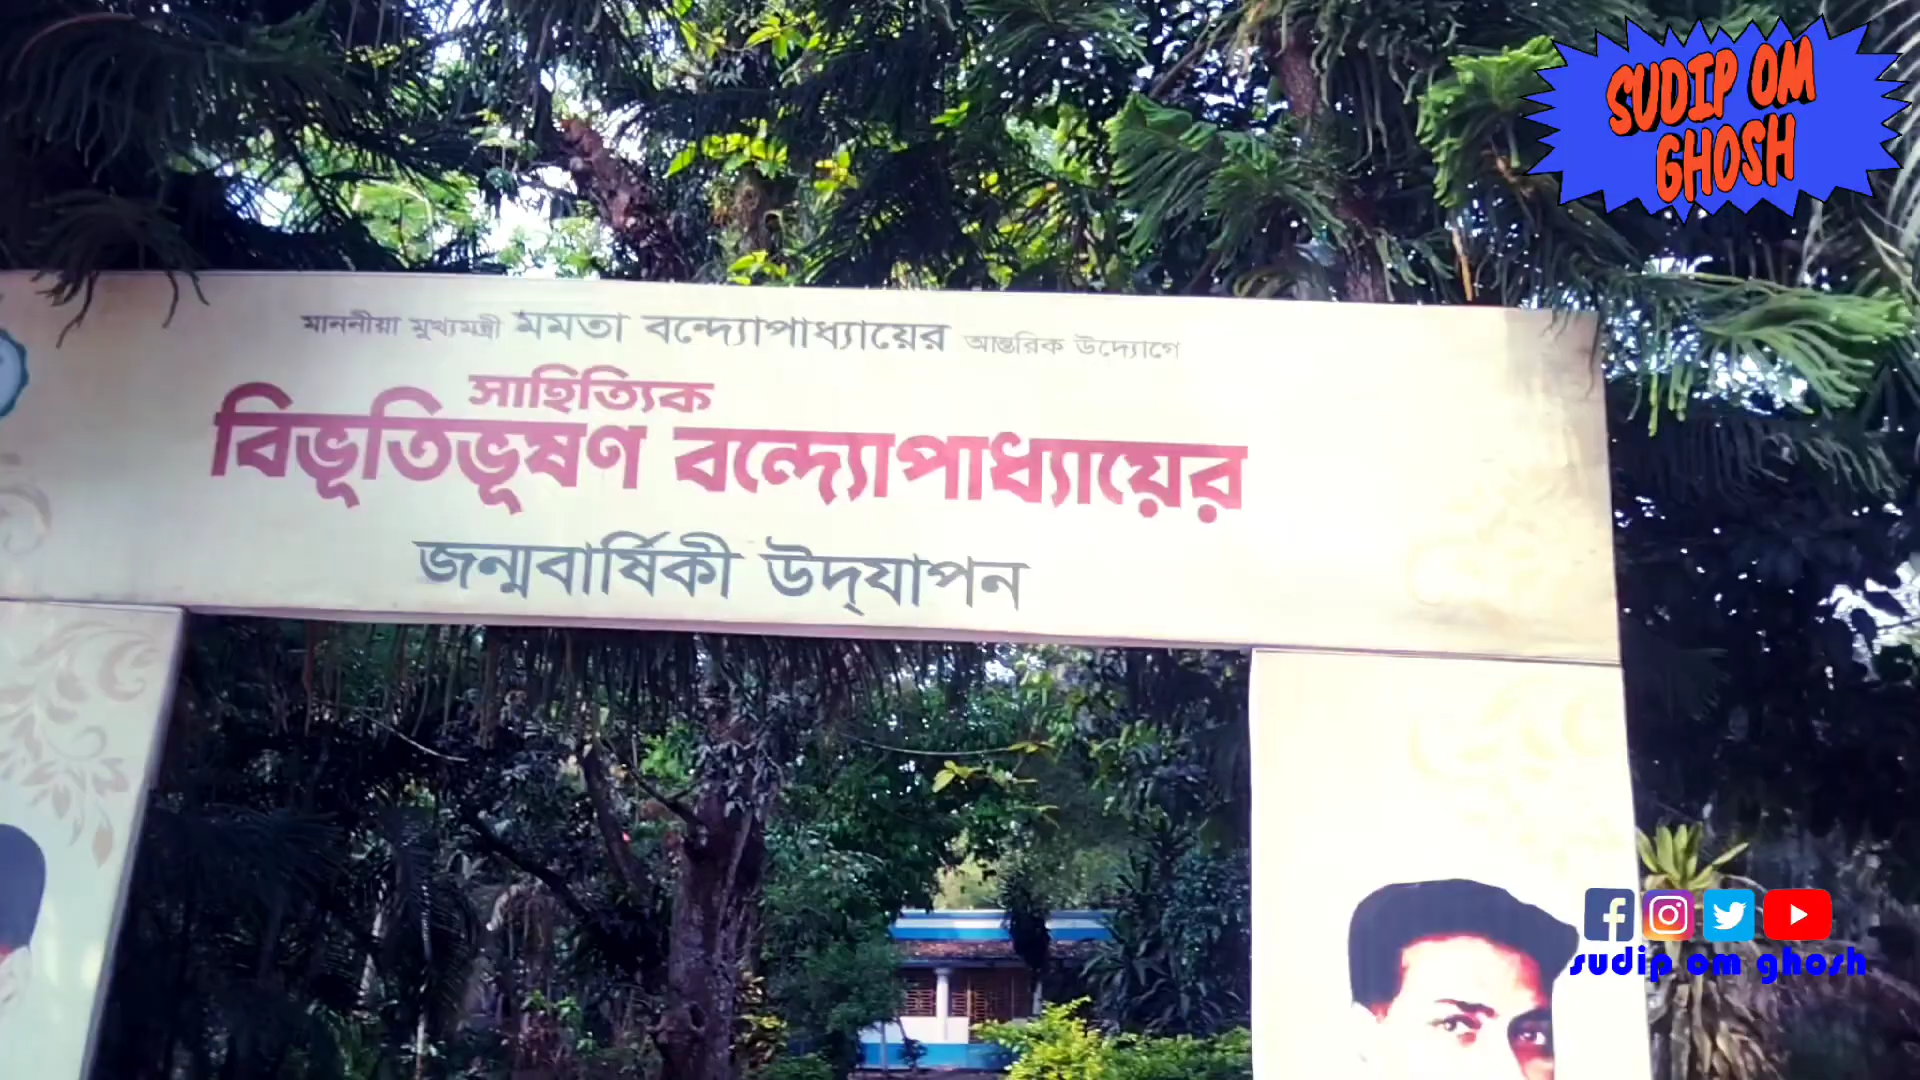 SUDIP OM
GHOSH
মাননীয়া মুখ্যমন্ত্রী মমতা বন্দ্যোপাধ্যায়ের আন্তরিক উদ্যোগে
সাহিত্যিক
বিভূতিভূষণ বন্দ্যোপাধ্যায়ের
জন্মবার্ষিকী উদ্‌যাপন
sudip om ghosh